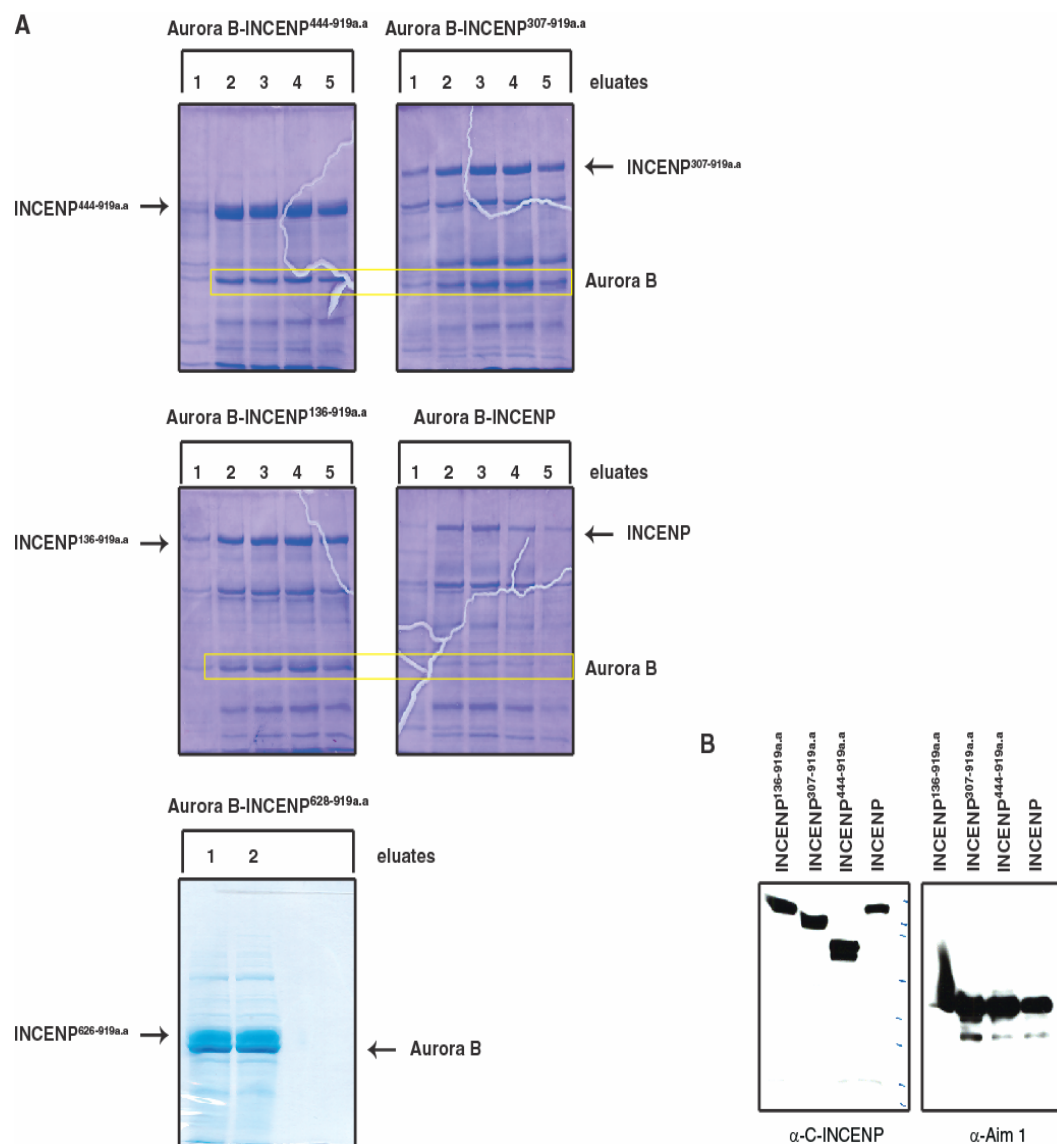 A
Aurora B-INCENP444-919a.a
Aurora B-INCENP307-919a.a
1 2 3 4 5
1 2 3 4 5 eluates
INCENP444-919a.a
INCENP307-919a.a
Aurora B
Aurora B-INCENP136-919a.a
Aurora B-INCENP
1 2 3 4 5
1 2 3 4 5 eluates
INCENP136-919a.a
INCENP
Aurora B
Aurora B-INCENP628-919a.a
1 2 eluates
INCENP626-919a.a
Aurora B
B
INCENP136-919a.a
INCENP307-919a.a
INCENP444-919a.a
INCENP
INCENP136-919a.a
INCENP307-919a.a
INCENP444-919a.a
INCENP
α-C-INCENP
α-Aim 1